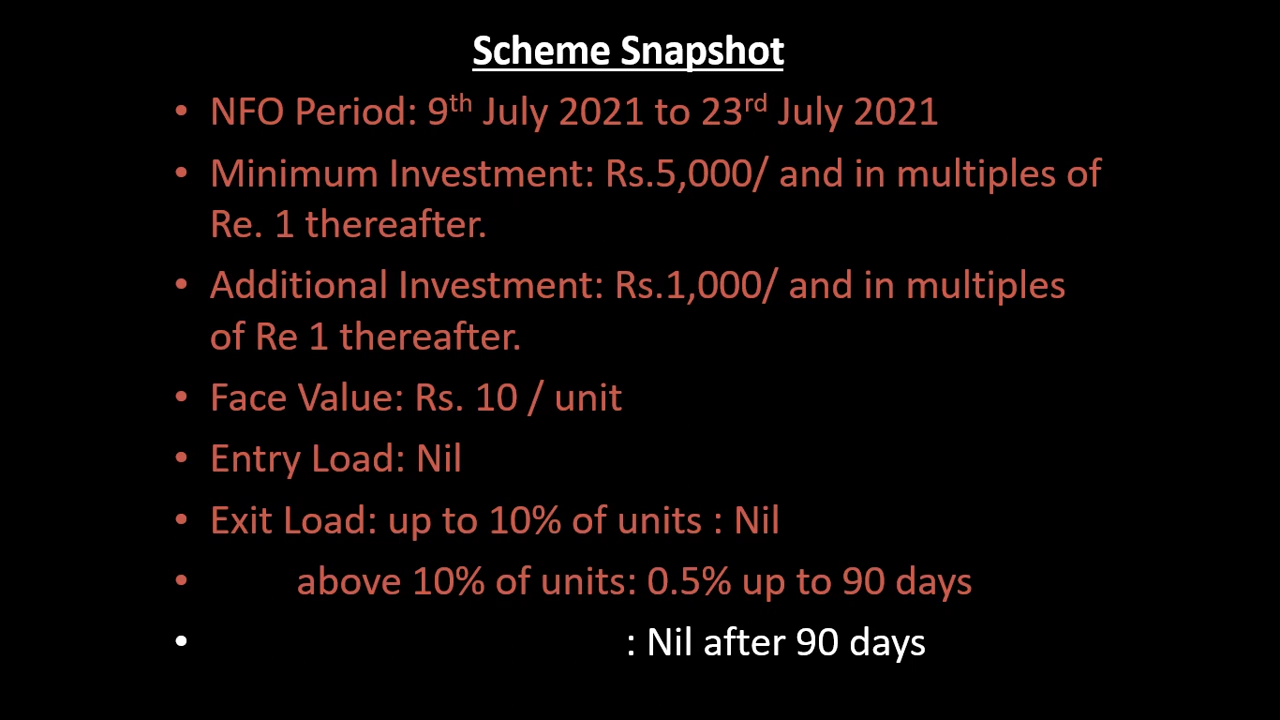 Scheme Snapshot
• NFO Period: 9th July 2021 to 23rd July 2021
• Minimum Investment: Rs.5,000/ and in multiples of
Re. 1 thereafter.
• Additional Investment: Rs.1,000/ and in multiples
of Re 1 thereafter.
• Face Value: Rs. 10 / unit
• Entry Load: Nil
• Exit Load: up to 10% of units : Nil
• above 10% of units: 0.5% up to 90 days
• : Nil after 90 days